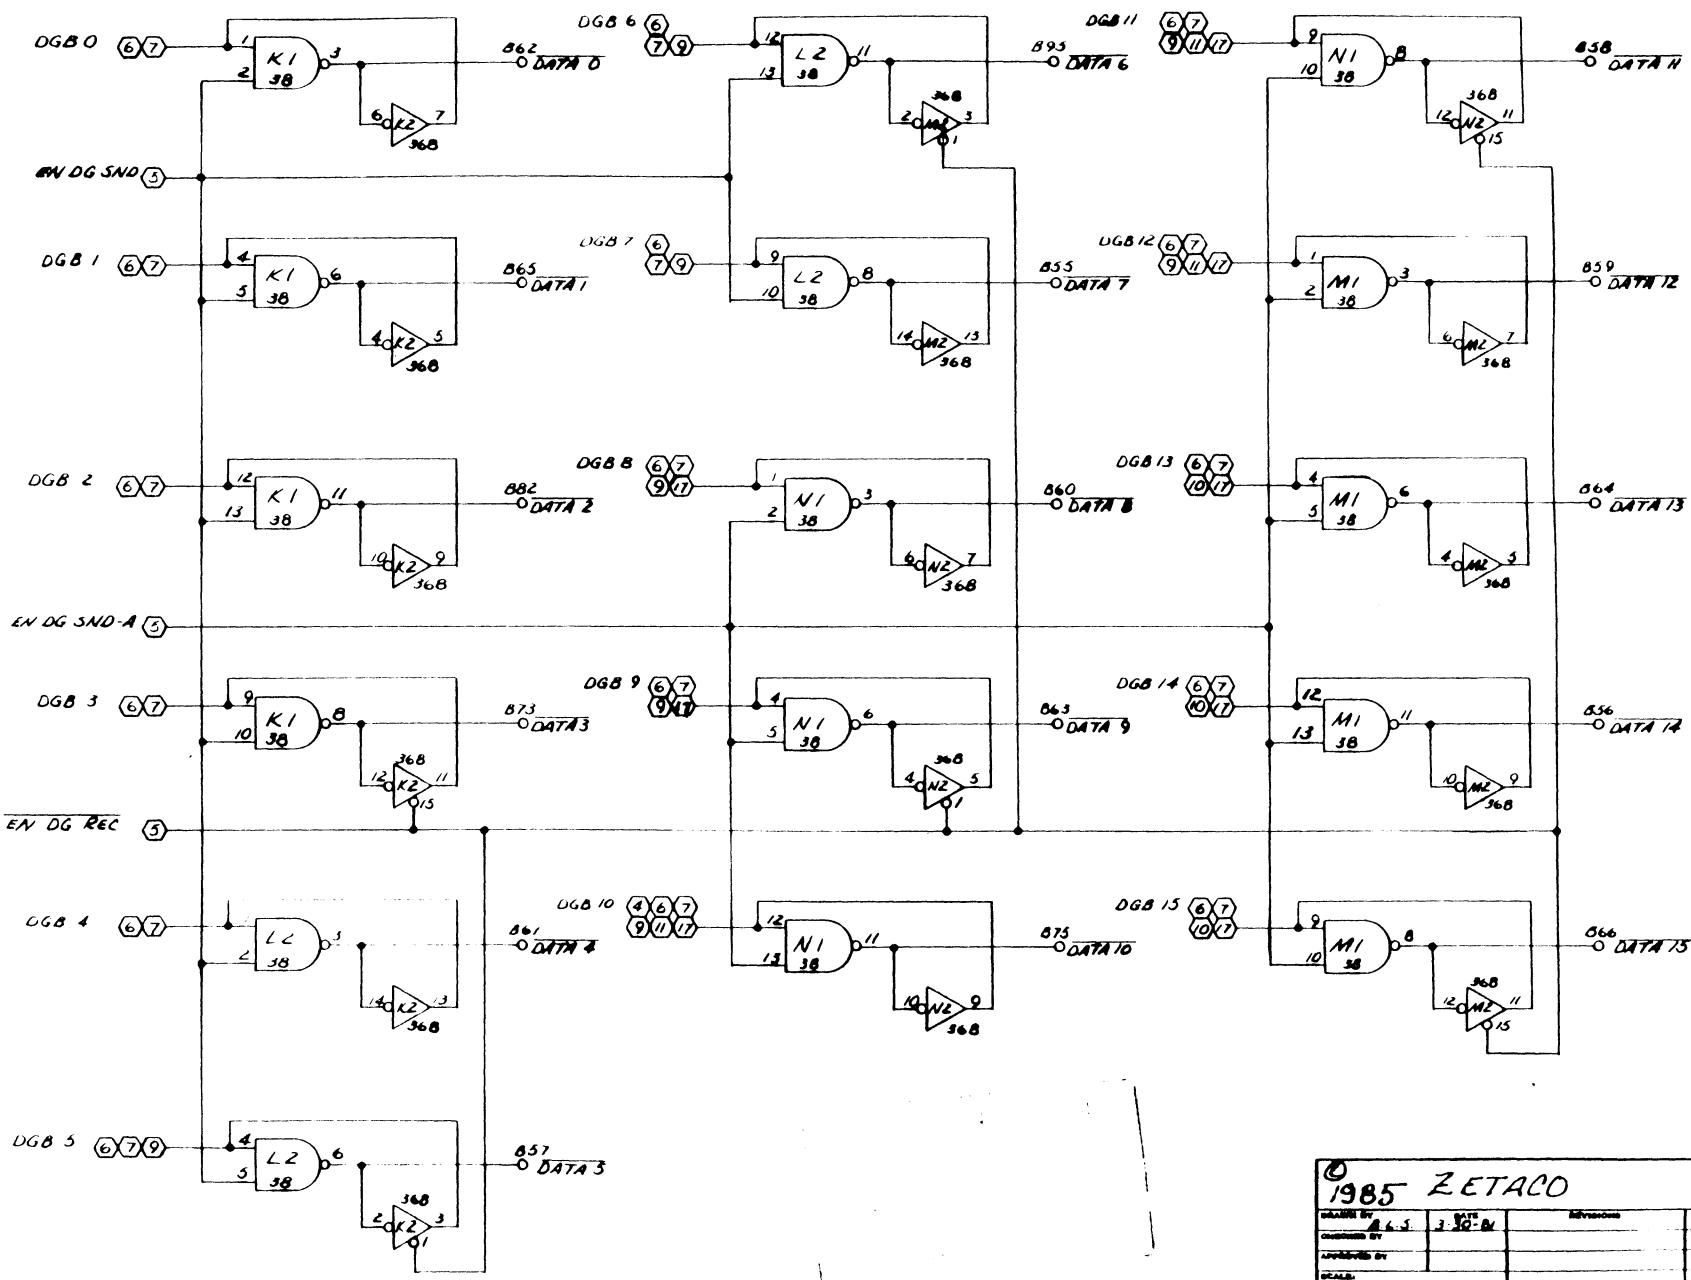 DGB 0 6 7 1 2 K1 38 3 B62 DATA 0
6 K2 7 368
DGB 6 6 7 9 12 13 L2 38 11 B95 DATA 6
368 2 3 1
DGB 11 6 7 9 11 17 9 10 N1 38 8 B58 DATA 11
368 12 N2 11 15
EN DG SND 5
DGB 1 6 7 4 5 K1 38 6 B65 DATA 1
4 K2 5 368
DGB 7 6 7 9 9 10 L2 38 8 B55 DATA 7
14 M2 13 368
DGB 12 6 7 9 11 17 1 2 M1 38 3 B59 DATA 12
6 M2 7 368
DGB 2 6 7 12 13 K1 38 11 B82 DATA 2
10 K2 9 368
DGB 8 6 7 9 17 1 2 N1 38 3 B60 DATA 8
6 N2 7 368
DGB 13 6 7 10 17 4 5 M1 38 6 B64 DATA 13
4 M2 5 368
EN DG SND-A 5
DGB 3 6 7 9 10 K1 38 8 B73 DATA 3
368 12 K2 11 15
DGB 9 6 7 9 17 4 5 N1 38 6 B63 DATA 9
368 4 N2 5 1
DGB 14 6 7 10 17 12 13 M1 38 11 B56 DATA 14
10 M2 9 368
EN DG REC 5
DGB 4 6 7 2 38 3 B61 DATA 4
14 K2 13 368
DGB 10 4 6 7 9 11 17 12 13 N1 38 11 B75 DATA 10
10 N2 9 368
DGB 15 6 7 10 17 9 10 M1 38 8 B66 DATA 15
368 12 M2 11 15
DGB 5 6 7 9 4 5 L2 38 6 B57 DATA 5
368 2 K2 3 1
© 1985 ZETACO
DRAWN BY DATE REVISIONS
CHECKED BY
APPROVED BY
SCALE: